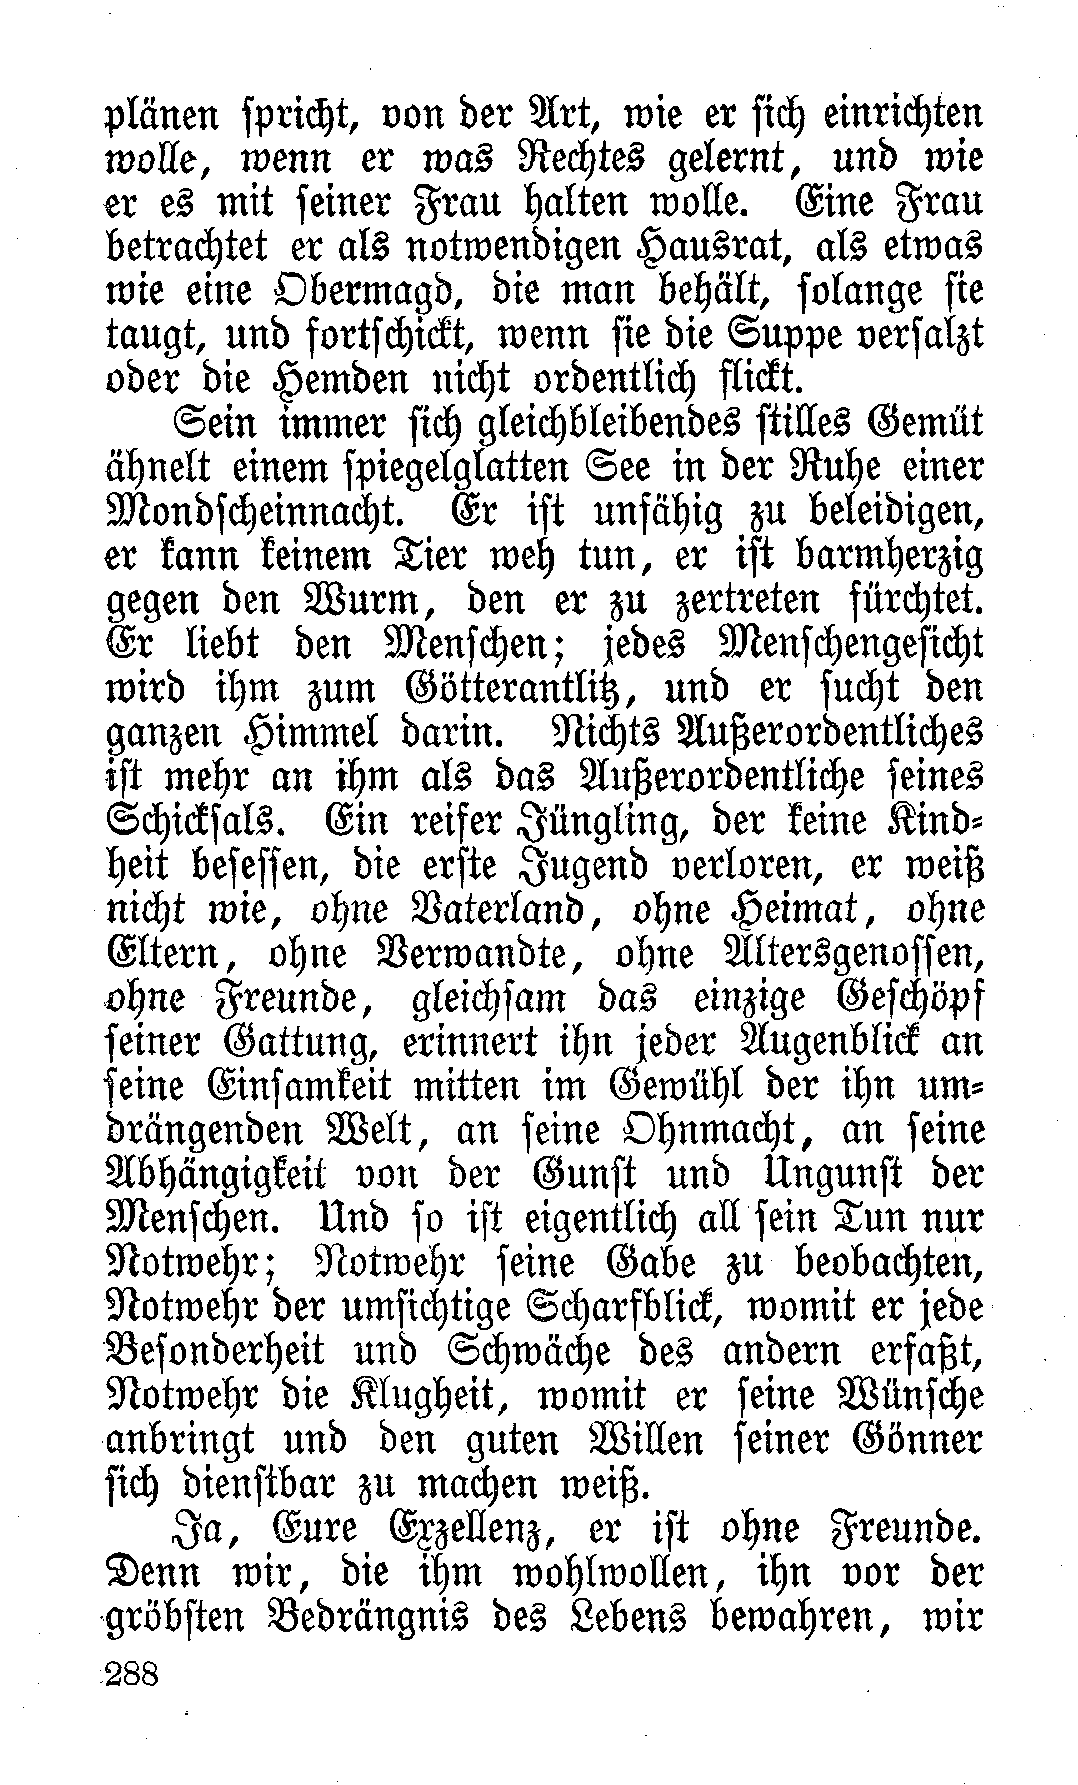 plänen spricht, von der Art, wie er sich einrichten
wolle, wenn er was Rechtes gelernt, und wie
er es mit seiner Frau halten wolle. Eine Frau
betrachtet er als notwendigen Hausrat, als etwas
wie eine Obermagd, die man behält, solange sie
taugt, und fortschickt, wenn sie die Suppe versalzt
oder die Hemden nicht ordentlich flickt.
Sein immer sich gleichbleibendes stilles Gemüt
ähnelt einem spiegelglatten See in der Ruhe einer
Mondscheinnacht. Er ist unfähig zu beleidigen,
er kann keinem Tier weh tun, er ist barmherzig
gegen den Wurm, den er zu zertreten fürchtet.
Er liebt den Menschen; jedes Menschengesicht
wird ihm zum Götterantlitz, und er sucht den
ganzen Himmel darin. Nichts Außerordentliches
ist mehr an ihm als das Außerordentliche seines
Schicksals. Ein reifer Jüngling, der keine Kind-
heit besessen, die erste Jugend verloren, er weiß
nicht wie, ohne Vaterland, ohne Heimat, ohne
Eltern, ohne Verwandte, ohne Altersgenossen,
ohne Freunde, gleichsam das einzige Geschöpf
seiner Gattung, erinnert ihn jeder Augenblick an
seine Einsamkeit mitten im Gewühl der ihn um-
drängenden Welt, an seine Ohnmacht, an seine
Abhängigkeit von der Gunst und Ungunst der
Menschen. Und so ist eigentlich all sein Tun nur
Notwehr; Notwehr seine Gabe zu beobachten,
Notwehr der umsichtige Scharfblick, womit er jede
Besonderheit und Schwäche des andern erfaßt,
Notwehr die Klugheit, womit er seine Wünsche
anbringt und den guten Willen seiner Gönner
sich dienstbar zu machen weiß.
Ja, Eure Exzellenz, er ist ohne Freunde.
Denn wir, die ihm wohlwollen, ihn vor der
gröbsten Bedrängnis des Lebens bewahren, wir
288